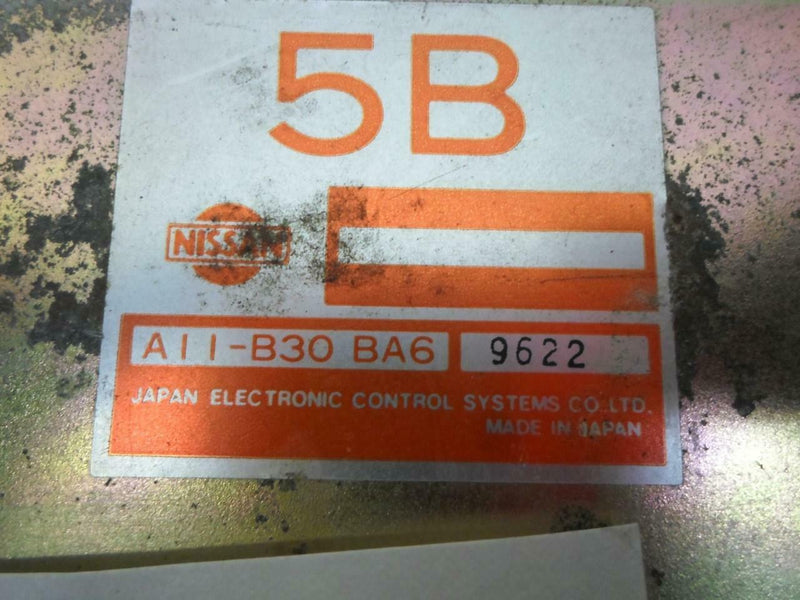 5B
NISSAN
A11-B30 BA6 9622
JAPAN ELECTRONIC CONTROL SYSTEMS CO.,LTD.
MADE IN JAPAN